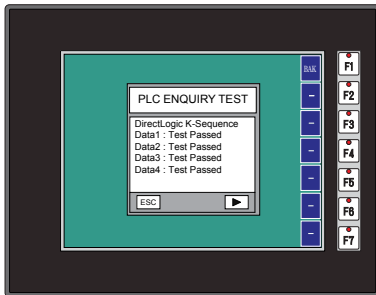 PLC ENQUIRY TEST
DirectLogic K-Sequence
Data1 : Test Passed
Data2 : Test Passed
Data3 : Test Passed
Data4 : Test Passed
ESC
BAK
–
–
–
–
–
–
F1
F2
F3
F4
F5
F6
F7